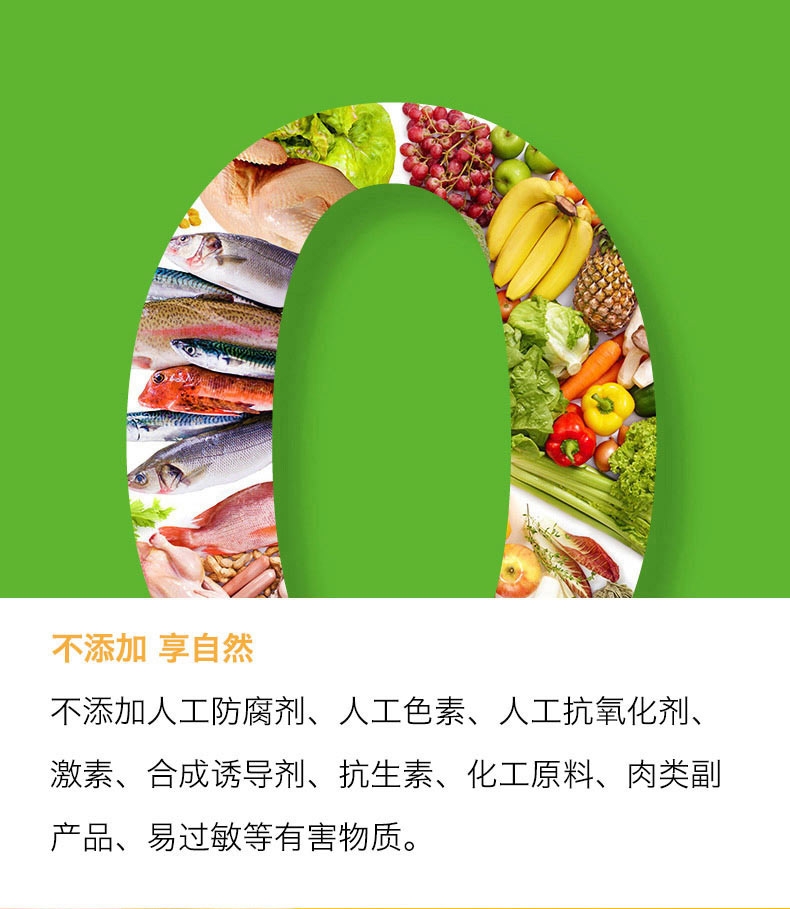 0
不添加 享自然
不添加人工防腐剂、人工色素、人工抗氧化剂、
激素、合成诱导剂、抗生素、化工原料、肉类副
产品、易过敏等有害物质。